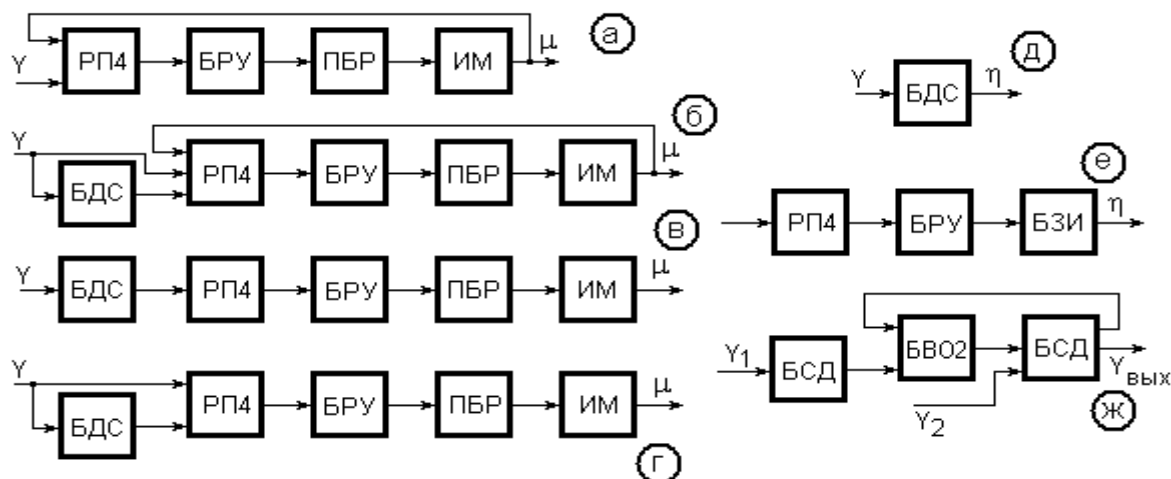 Y РП4 БРУ ПБР ИМ μ а
Y БДС РП4 БРУ ПБР ИМ μ б
Y БДС РП4 БРУ ПБР ИМ μ в
Y БДС РП4 БРУ ПБР ИМ μ г
Y БДС η д
РП4 БРУ БЗИ η е
Y1 БСД БВО2 БСД Yвых
Y2 ж